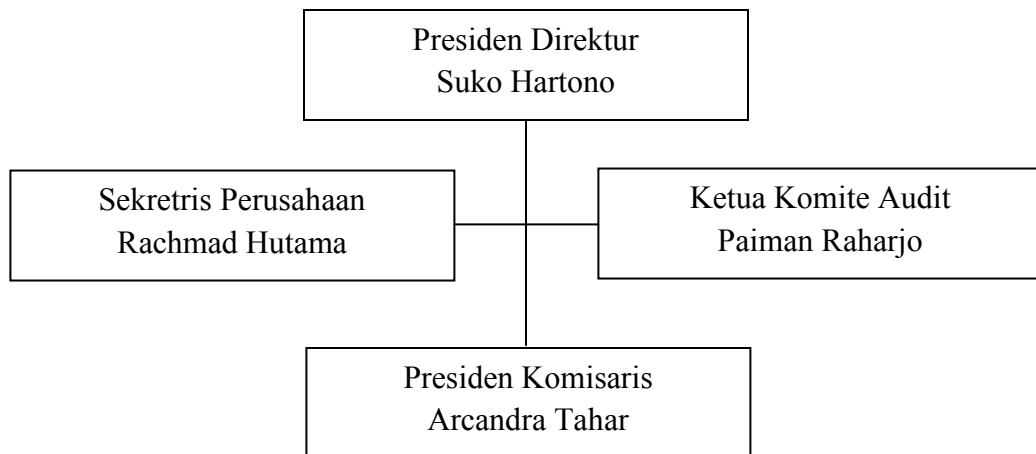 Presiden Direktur
Suko Hartono
Sekretris Perusahaan
Rachmad Hutama
Ketua Komite Audit
Paiman Raharjo
Presiden Komisaris
Arcandra Tahar